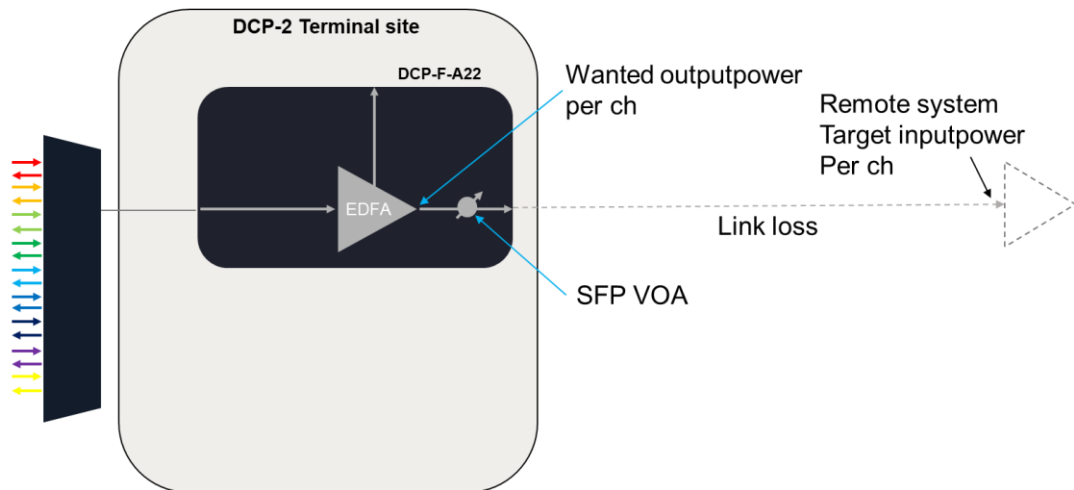 DCP-2 Terminal site
DCP-F-A22
Wanted outputpower
per ch
Remote system
Target inputpower
Per ch
EDFA
Link loss
SFP VOA